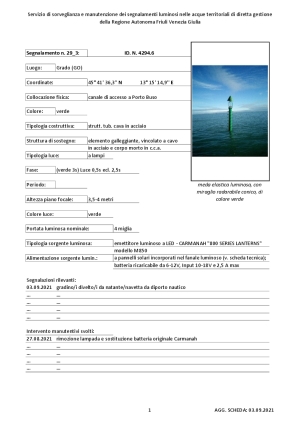 Servizio di sorveglianza e manutenzione dei segnalamenti luminosi nelle acque territoriali di diretta gestione
della Regione Autonoma Friuli Venezia Giulia
Segnalamento n. 29_3: ID. N. 4294.6
Luogo: Grado (GO)
Coordinate: 45° 41' 36,3" N 13° 15' 14,9" E
Collocazione fisica: canale di accesso a Porto Buso
Colore: verde
Tipologia costruttiva: strutt. tub. cava in acciaio
Struttura di sostegno: elemento galleggiante, vincolato a cavo
in acciaio e corpo morto in c.c.a.
Tipologia luce: a lampi
Fase: (verde 3s) Luce 0,5s ecl. 2,5s
Periodo:
Altezza piano focale: 3,5-4 metri
Colore luce: verde
Portata luminosa nominale: 4 miglia
meda elastica luminosa, con
miraglio radarabile conico, di
colore verde
Tipologia sorgente luminosa: emettitore luminoso a LED - CARMANAH "800 SERIES LANTERNS"
modello M850
Alimentazione sorgente lumin.: a pannelli solari incorporati nel fanale luminoso (v. scheda tecnica);
batteria ricaricabile da 6-12V, Input 10-18V e 2,5 A max
Segnalazioni rilevanti:
03.09.2021 gradino/i divelto/i da natante/navetta da diporto nautico
...
...
...
...
Interventi manutentivi svolti:
27.08.2021 rimozione lampada e sostituzione batteria originale Carmanah
...
...
...
...
1 AGG. SCHEDA: 03.09.2021